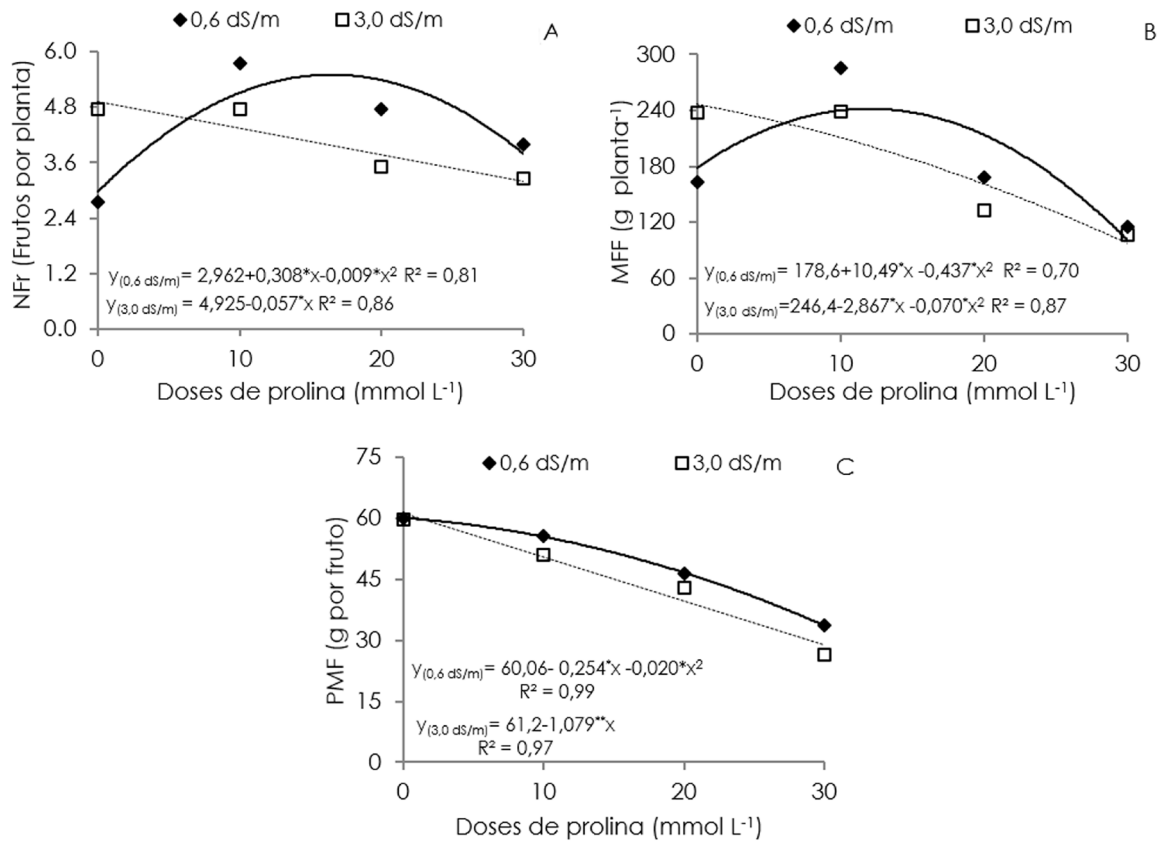 0,6 dS/m 3,0 dS/m A
NFr (Frutos por planta)
6.0
4.8
3.6
2.4
1.2
0.0
y(0,6 dS/m)= 2,962+0,308*x-0,009*x² R² = 0,81
y(3,0 dS/m) = 4,925-0,057*x R² = 0,86
0 10 20 30
Doses de prolina (mmol L⁻¹)
0,6 dS/m 3,0 dS/m B
MFF (g planta⁻¹)
300
240
180
120
60
0
y(0,6 dS/m)= 178,6+10,49*x -0,437*x² R² = 0,70
y(3,0 dS/m)=246,4-2,867*x -0,070*x² R² = 0,87
0 10 20 30
Doses de prolina (mmol L⁻¹)
0,6 dS/m 3,0 dS/m C
PMF (g por fruto)
75
60
45
30
15
0
y(0,6 dS/m)= 60,06- 0,254*x -0,020*x²
R² = 0,99
y(3,0 dS/m)= 61,2-1,079**x
R² = 0,97
0 10 20 30
Doses de prolina (mmol L⁻¹)